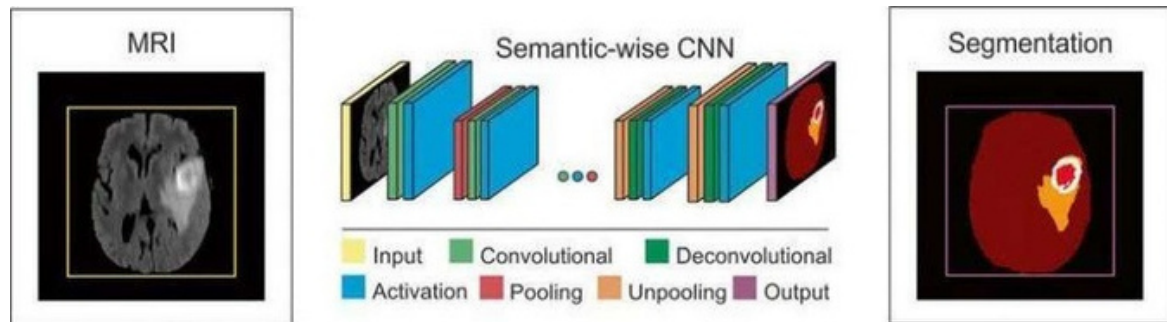 MRI
Semantic-wise CNN
Segmentation
Input
Convolutional
Deconvolutional
Activation
Pooling
Unpooling
Output